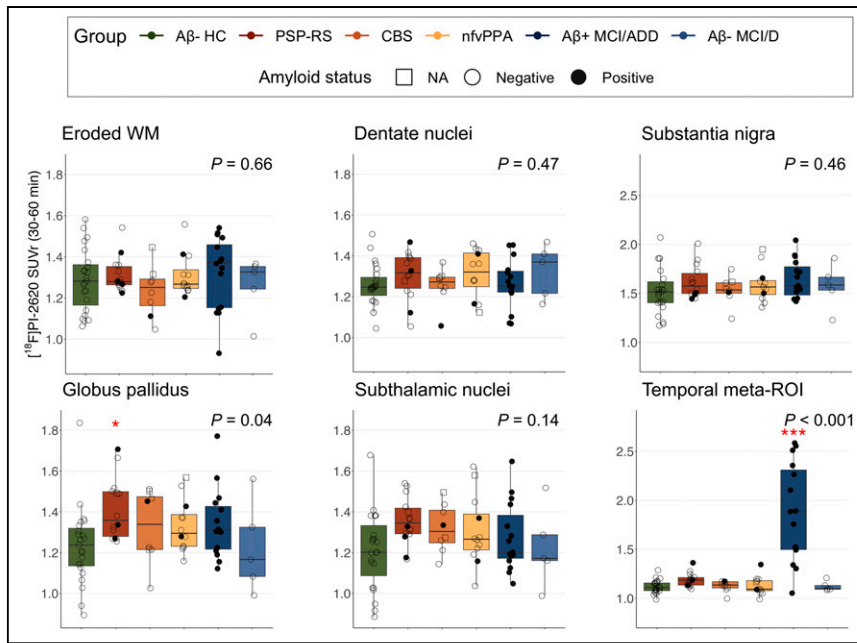 Group Aβ- HC PSP-RS CBS nfvPPA Aβ+ MCI/ADD Aβ- MCI/D
Amyloid status NA Negative Positive
Eroded WM Dentate nuclei Substantia nigra
P = 0.66 P = 0.47 P = 0.46
[¹⁸F]PI-2620 SUVr (30-60 min)
1.8 1.8 2.5
1.6 1.6 2.0
1.4 1.4 1.5
1.2 1.2 1.0
1.0 1.0
Globus pallidus Subthalamic nuclei Temporal meta-ROI
P = 0.04 P = 0.14 P < 0.001
* ***
1.8 1.8 2.5
1.6 1.6 2.0
1.4 1.4 1.5
1.2 1.2 1.0
1.0 1.0